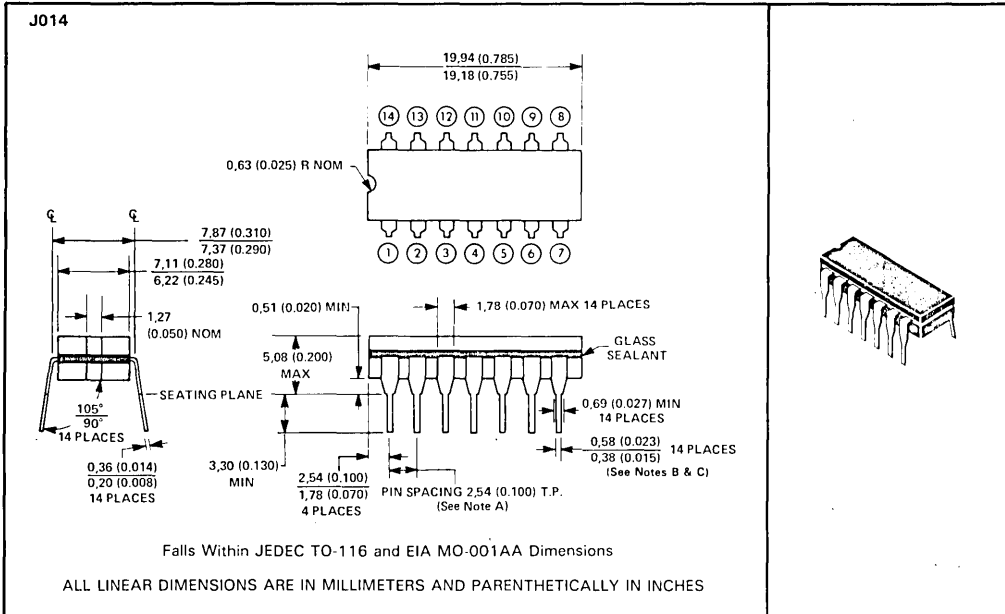 J014
19,94 (0.785)
19,18 (0.755)
14 13 12 11 10 9 8
0,63 (0.025) R NOM
1 2 3 4 5 6 7
℄ ℄
7,87 (0.310)
7,37 (0.290)
7,11 (0.280)
6,22 (0.245)
1,27
(0.050) NOM
0,51 (0.020) MIN
1,78 (0.070) MAX 14 PLACES
5,08 (0.200)
MAX
GLASS
SEALANT
SEATING PLANE
105°
90°
14 PLACES
0,36 (0.014)
0,20 (0.008)
14 PLACES
3,30 (0.130)
MIN
2,54 (0.100)
1,78 (0.070)
4 PLACES
PIN SPACING 2,54 (0.100) T.P.
(See Note A)
0,69 (0.027) MIN
14 PLACES
0,58 (0.023)
0,38 (0.015)
14 PLACES
(See Notes B & C)
Falls Within JEDEC TO-116 and EIA MO-001AA Dimensions
ALL LINEAR DIMENSIONS ARE IN MILLIMETERS AND PARENTHETICALLY IN INCHES